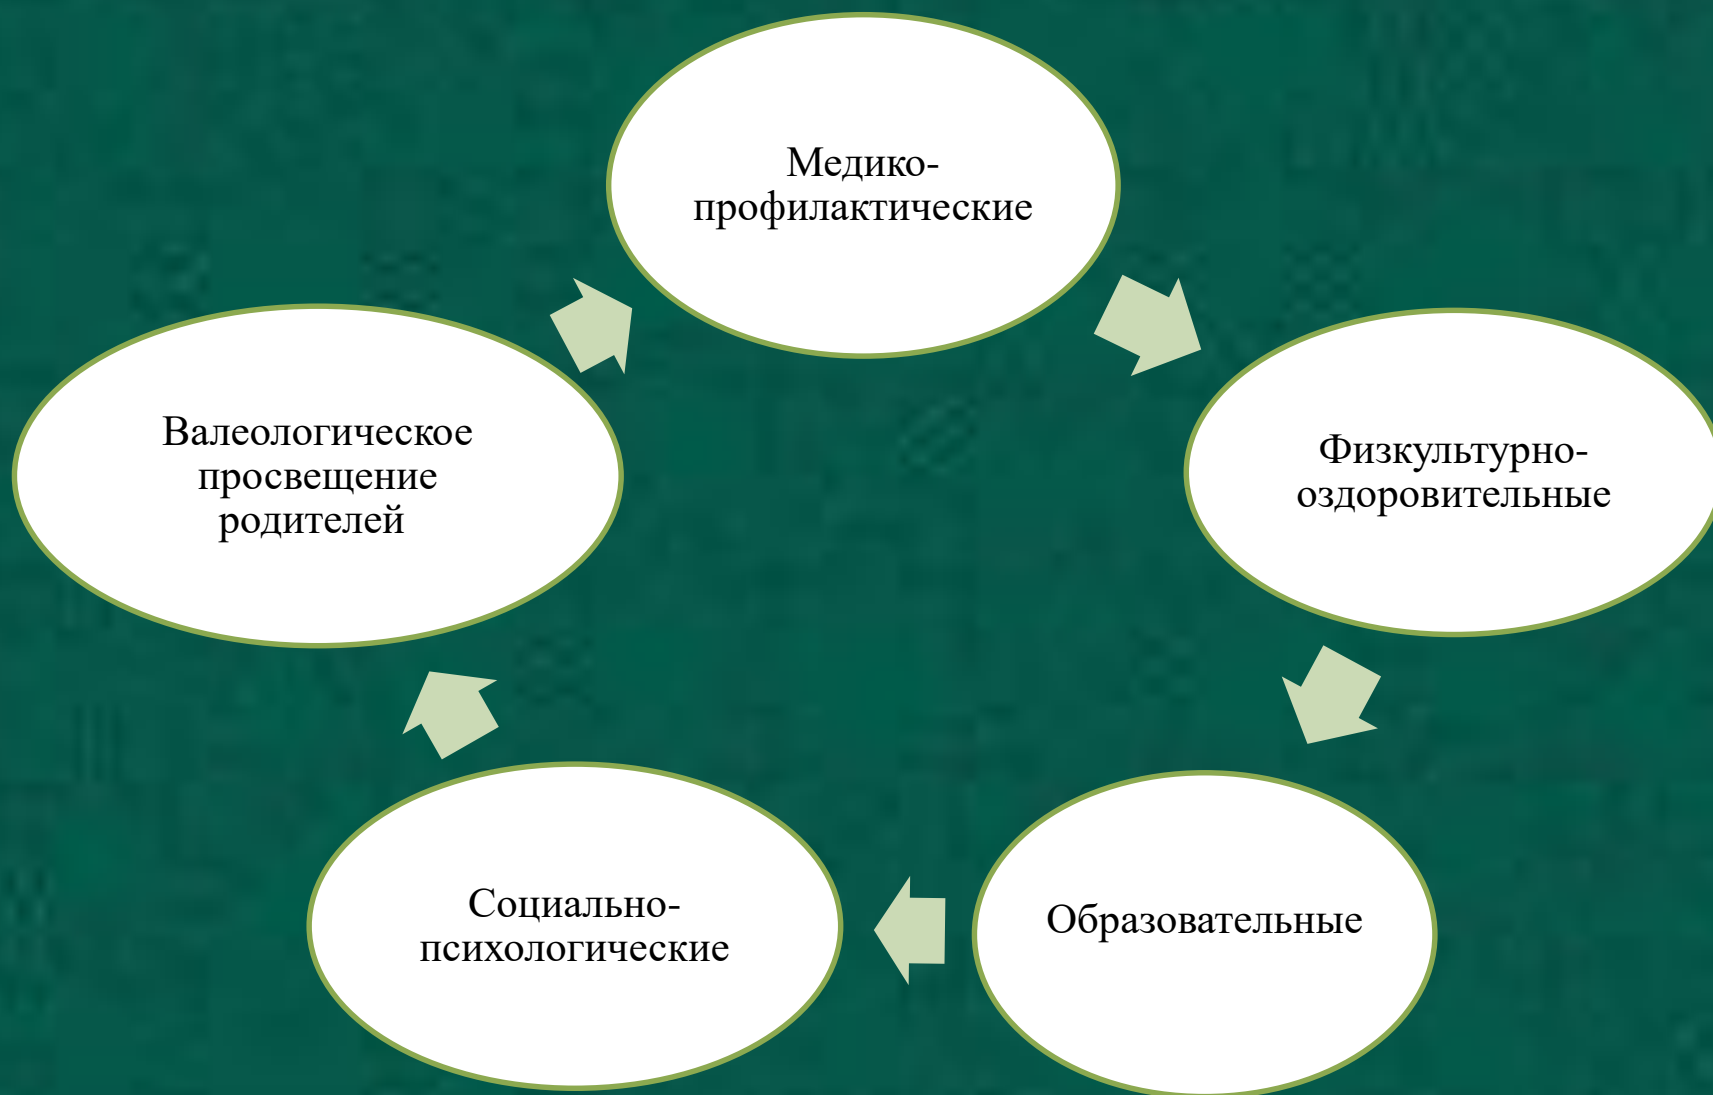 Медико-
профилактические
Физкультурно-
оздоровительные
Образовательные
Социально-
психологические
Валеологическое
просвещение
родителей